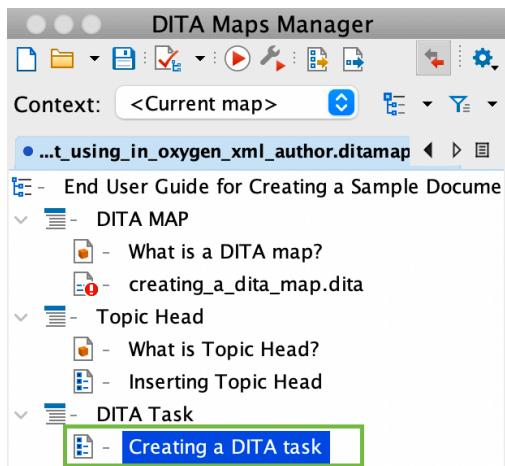 DITA Maps Manager
Context: <Current map>
...t_using_in_oxygen_xml_author.ditamap
End User Guide for Creating a Sample Docume
DITA MAP
What is a DITA map?
creating_a_dita_map.dita
Topic Head
What is Topic Head?
Inserting Topic Head
DITA Task
Creating a DITA task